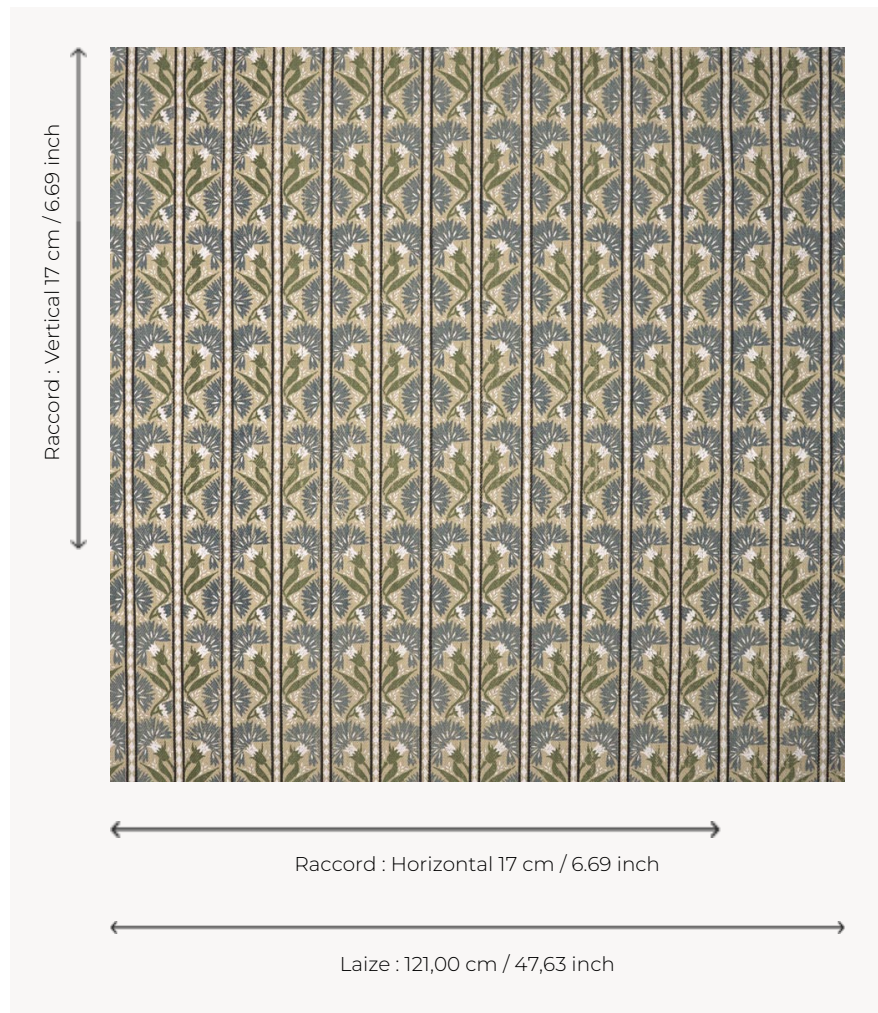 Raccord : Vertical 17 cm / 6.69 inch
Raccord : Horizontal 17 cm / 6.69 inch
Laize : 121,00 cm / 47,63 inch